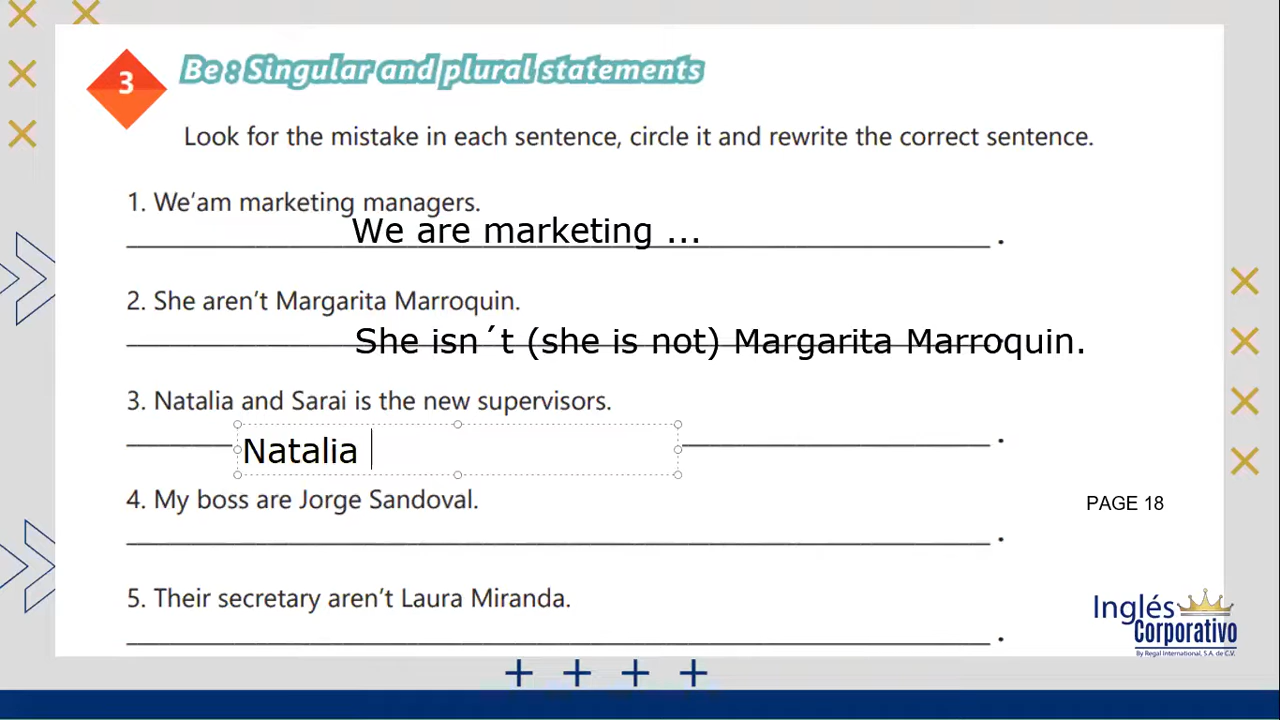 3
Be: Singular and plural statements
Look for the mistake in each sentence, circle it and rewrite the correct sentence.
1. We‘am marketing managers.
We are marketing ...
2. She aren’t Margarita Marroquin.
She isn´t (she is not) Margarita Marroquin.
3. Natalia and Sarai is the new supervisors.
Natalia
4. My boss are Jorge Sandoval.
PAGE 18
5. Their secretary aren’t Laura Miranda.
Inglés
Corporativo
By Regal International, S.A. de C.V.